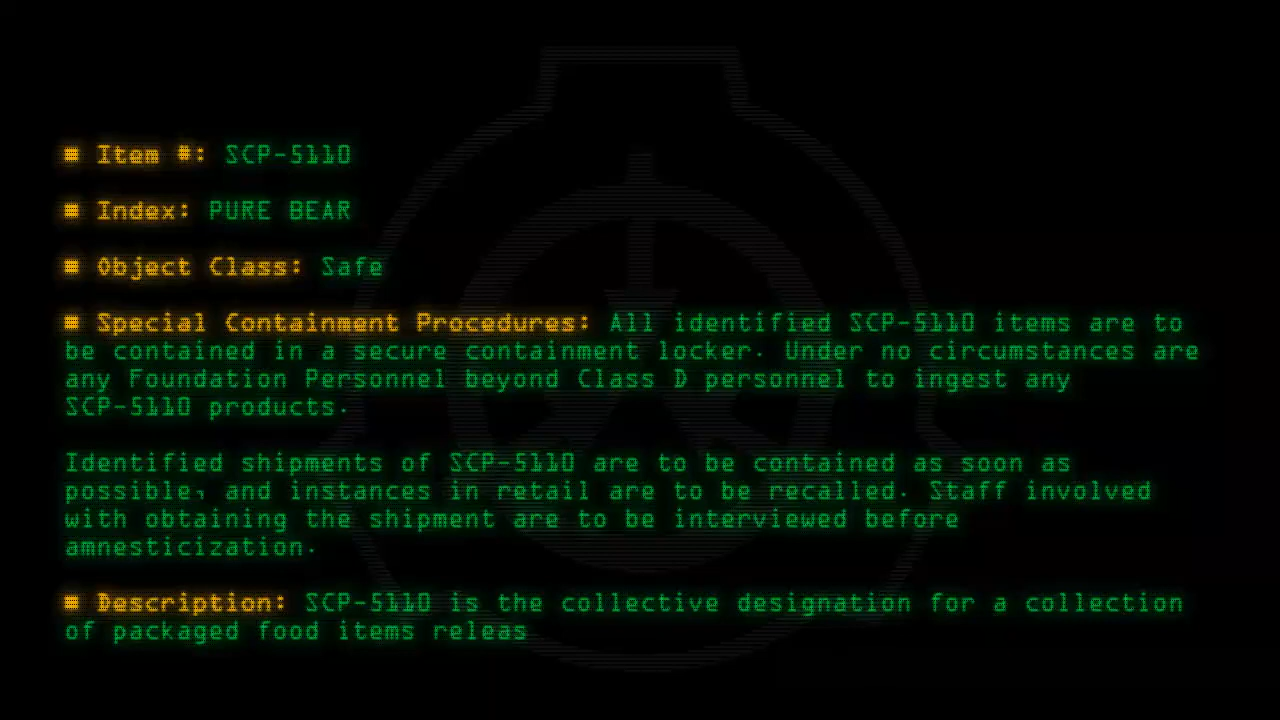 ■ Item #: SCP-5110
■ Index: PURE BEAR
■ Object Class: Safe
■ Special Containment Procedures: All identified SCP-5110 items are to
be contained in a secure containment locker. Under no circumstances are
any Foundation Personnel beyond Class D personnel to ingest any
SCP-5110 products.
Identified shipments of SCP-5110 are to be contained as soon as
possible, and instances in retail are to be recalled. Staff involved
with obtaining the shipment are to be interviewed before
amnesticization.
■ Description: SCP-5110 is the collective designation for a collection
of packaged food items releas